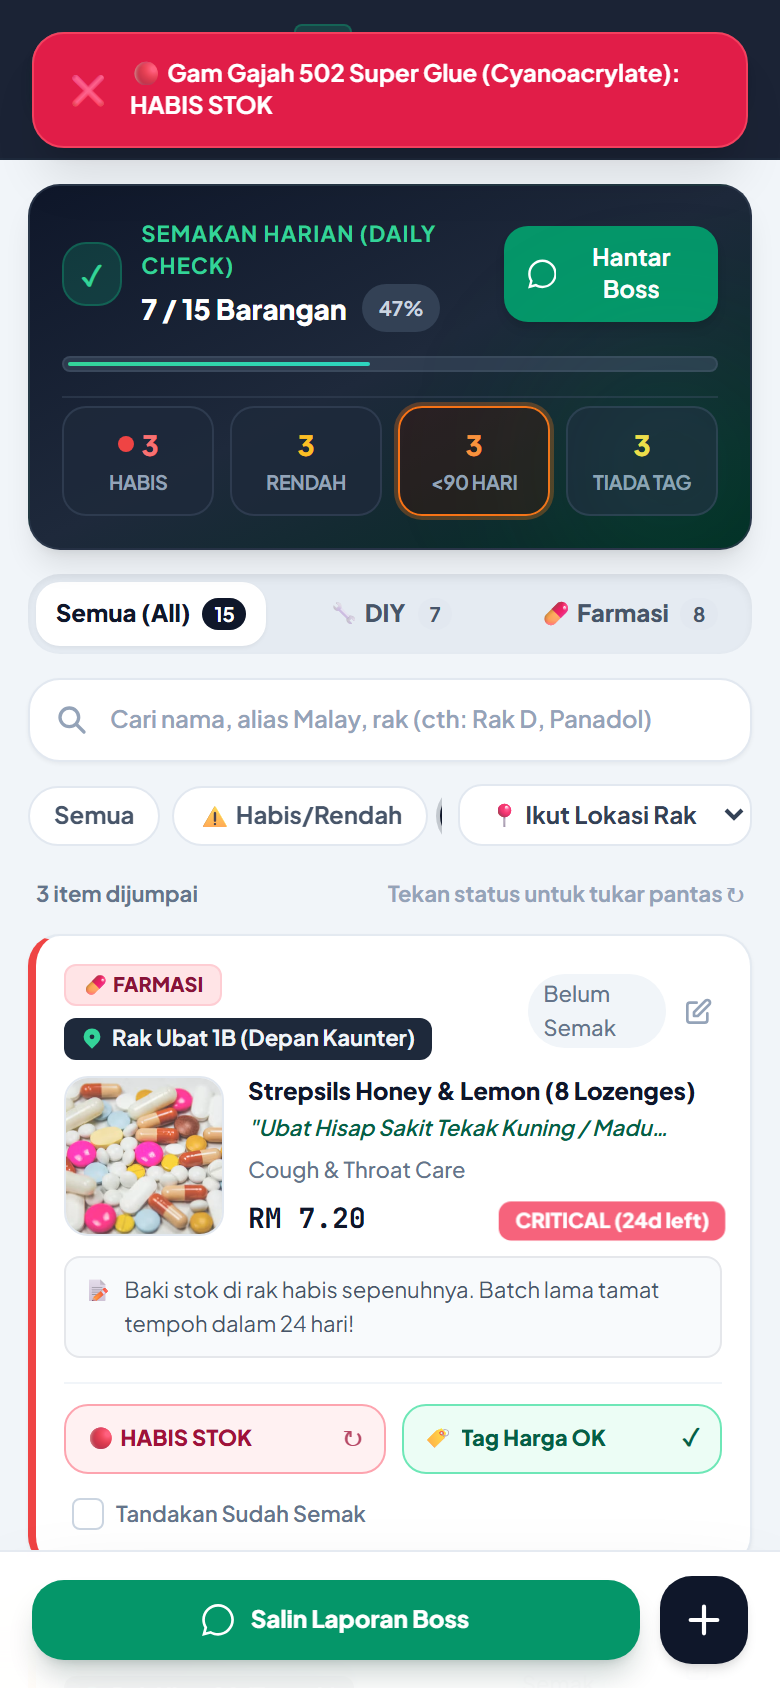 Gam Gajah 502 Super Glue (Cyanoacrylate):
HABIS STOK
SEMAKAN HARIAN (DAILY
CHECK)
7 / 15 Barangan 47%
Hantar
Boss
3
HABIS
3
RENDAH
3
<90 HARI
3
TIADA TAG
Semua (All) 15
DIY 7
Farmasi 8
Cari nama, alias Malay, rak (cth: Rak D, Panadol)
Semua
Habis/Rendah
Ikut Lokasi Rak
3 item dijumpai
Tekan status untuk tukar pantas ↻
FARMASI
Rak Ubat 1B (Depan Kaunter)
Belum
Semak
Strepsils Honey & Lemon (8 Lozenges)
"Ubat Hisap Sakit Tekak Kuning / Madu...
Cough & Throat Care
RM 7.20
CRITICAL (24d left)
Baki stok di rak habis sepenuhnya. Batch lama tamat
tempoh dalam 24 hari!
HABIS STOK ↻
Tag Harga OK ✓
Tandakan Sudah Semak
Salin Laporan Boss